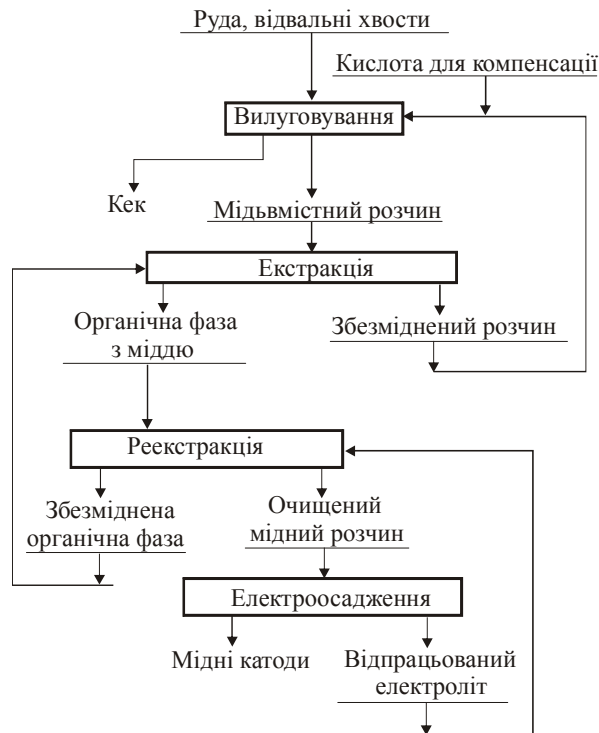 Руда, відвальні хвости
Кислота для компенсації
Вилуговування
Кек
Мідьвмістний розчин
Екстракція
Органічна фаза
з міддю
Збезміднений розчин
Реекстракція
Збезміднена
органічна фаза
Очищений
мідний розчин
Електроосадження
Мідні катоди
Відпрацьований
електроліт